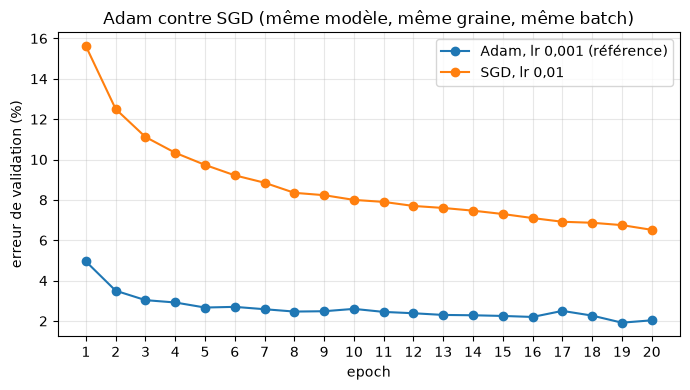 Adam contre SGD (même modèle, même graine, même batch)
erreur de validation (%)
16
14
12
10
8
6
4
2
Adam, lr 0,001 (référence)
SGD, lr 0,01
1 2 3 4 5 6 7 8 9 10 11 12 13 14 15 16 17 18 19 20
epoch